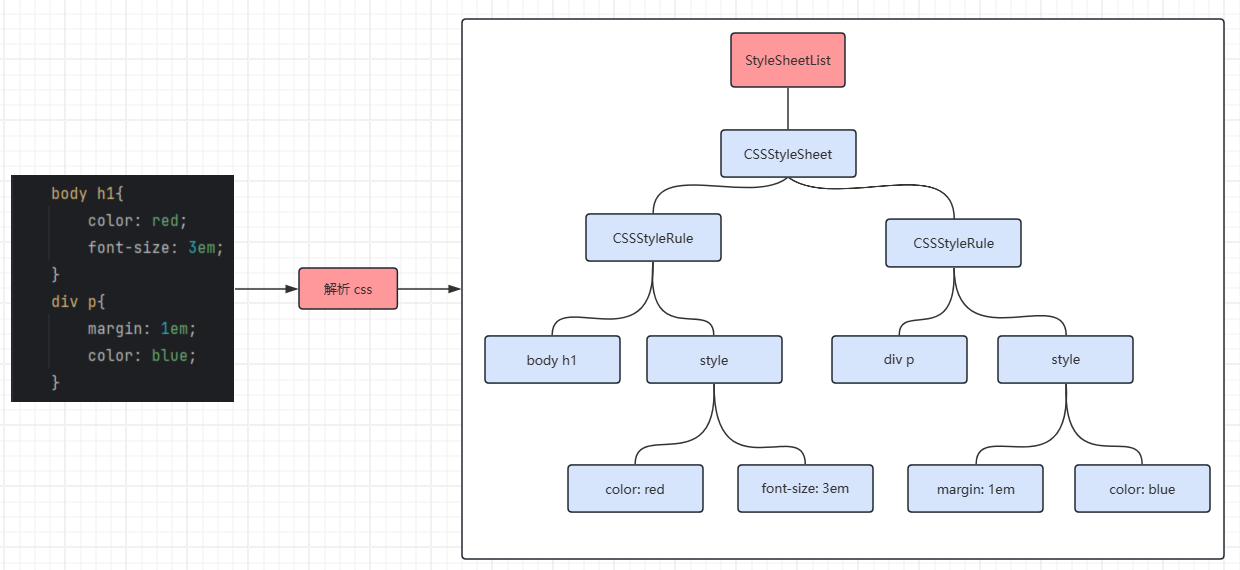 body h1{
color: red;
font-size: 3em;
}
div p{
margin: 1em;
color: blue;
}
解析 css
StyleSheetList
CSSStyleSheet
CSSStyleRule
CSSStyleRule
body h1
style
div p
style
color: red
font-size: 3em
margin: 1em
color: blue